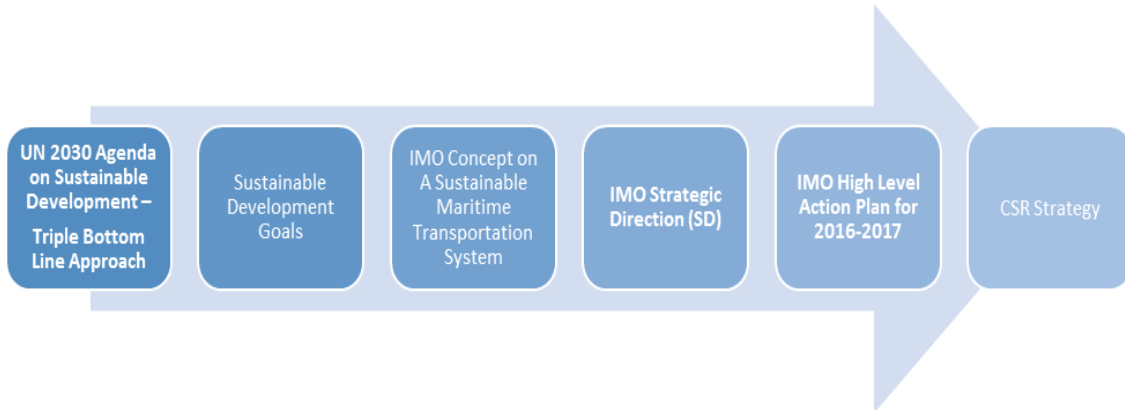 UN 2030 Agenda
on Sustainable
Development –
Triple Bottom
Line Approach
Sustainable
Development
Goals
IMO Concept on
A Sustainable
Maritime
Transportation
System
IMO Strategic
Direction (SD)
IMO High Level
Action Plan for
2016-2017
CSR Strategy